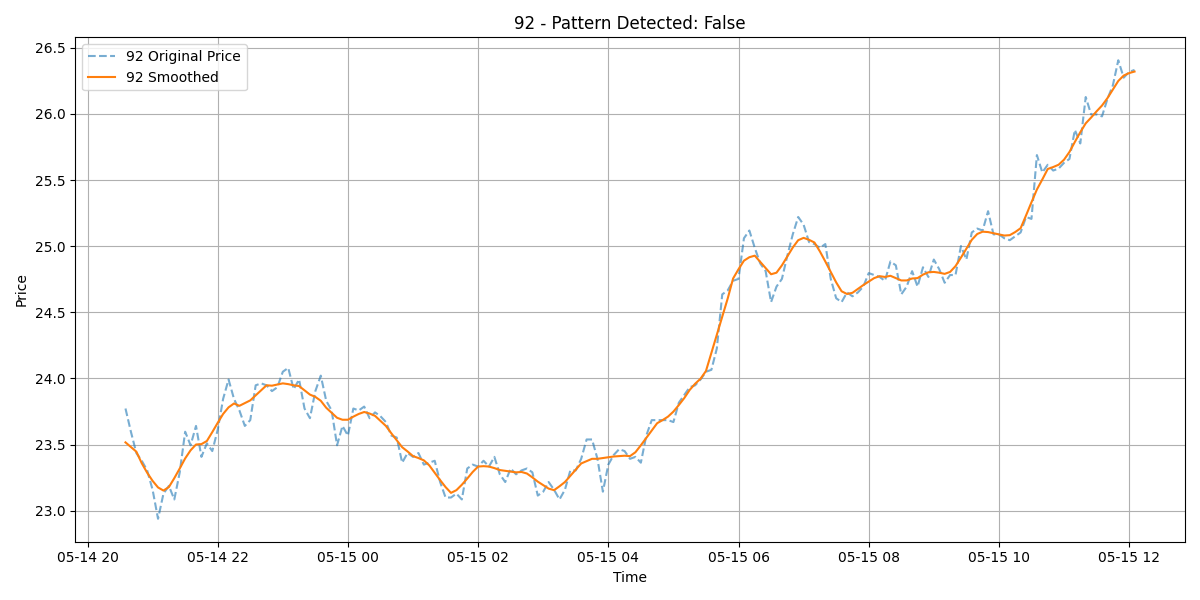 92 - Pattern Detected: False
92 Original Price
92 Smoothed
Price
26.5
26.0
25.5
25.0
24.5
24.0
23.5
23.0
05-14 20 05-14 22 05-15 00 05-15 02 05-15 04 05-15 06 05-15 08 05-15 10 05-15 12
Time